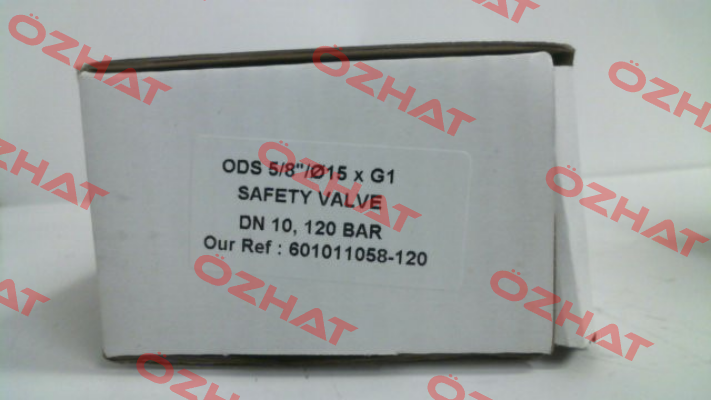 ODS 5/8"/Ø15 x G1
SAFETY VALVE
DN 10, 120 BAR
Our Ref : 601011058-120
ÖZHAT
ÖZHAT
ÖZHAT
ÖZHAT
ÖZHAT
ÖZHAT
ÖZHAT
ÖZHAT
ÖZHAT